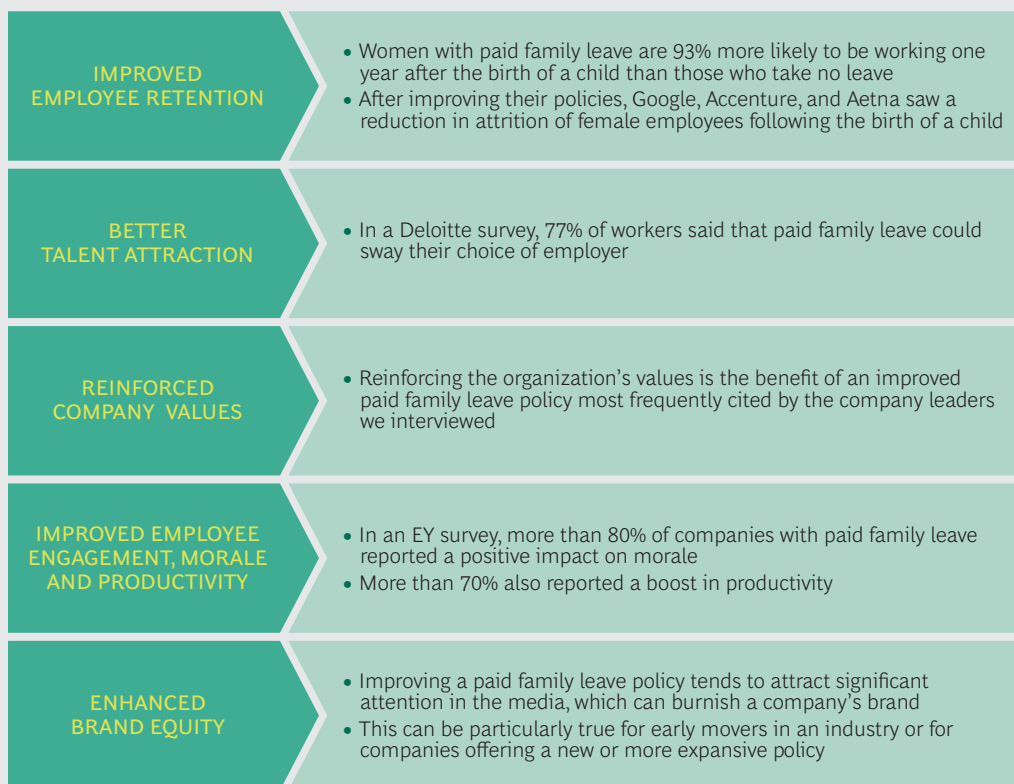 IMPROVED
EMPLOYEE RETENTION
• Women with paid family leave are 93% more likely to be working one
year after the birth of a child than those who take no leave
• After improving their policies, Google, Accenture, and Aetna saw a
reduction in attrition of female employees following the birth of a child
BETTER
TALENT ATTRACTION
• In a Deloitte survey, 77% of workers said that paid family leave could
sway their choice of employer
REINFORCED
COMPANY VALUES
• Reinforcing the organization’s values is the benefit of an improved
paid family leave policy most frequently cited by the company leaders
we interviewed
IMPROVED EMPLOYEE
ENGAGEMENT, MORALE
AND PRODUCTIVITY
• In an EY survey, more than 80% of companies with paid family leave
reported a positive impact on morale
• More than 70% also reported a boost in productivity
ENHANCED
BRAND EQUITY
• Improving a paid family leave policy tends to attract significant
attention in the media, which can burnish a company’s brand
• This can be particularly true for early movers in an industry or for
companies offering a new or more expansive policy